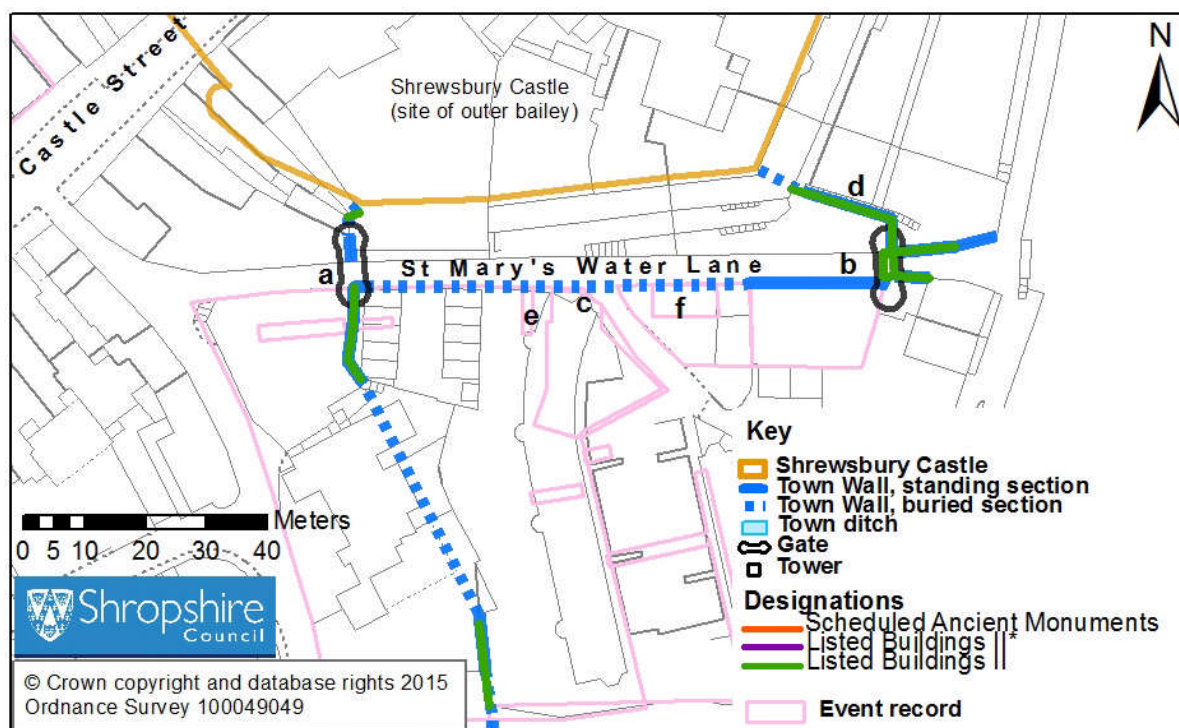 Castle Street
Shrewsbury Castle
(site of outer bailey)
N
d
a
St Mary's Water Lane
b
e
c
f
Key
Shrewsbury Castle
Town Wall, standing section
Town Wall, buried section
Town ditch
Gate
Tower
Designations
Scheduled Ancient Monuments
Listed Buildings II*
Listed Buildings II
Event record
Meters
0 5 10 20 30 40
Shropshire
Council
© Crown copyright and database rights 2015
Ordnance Survey 100049049